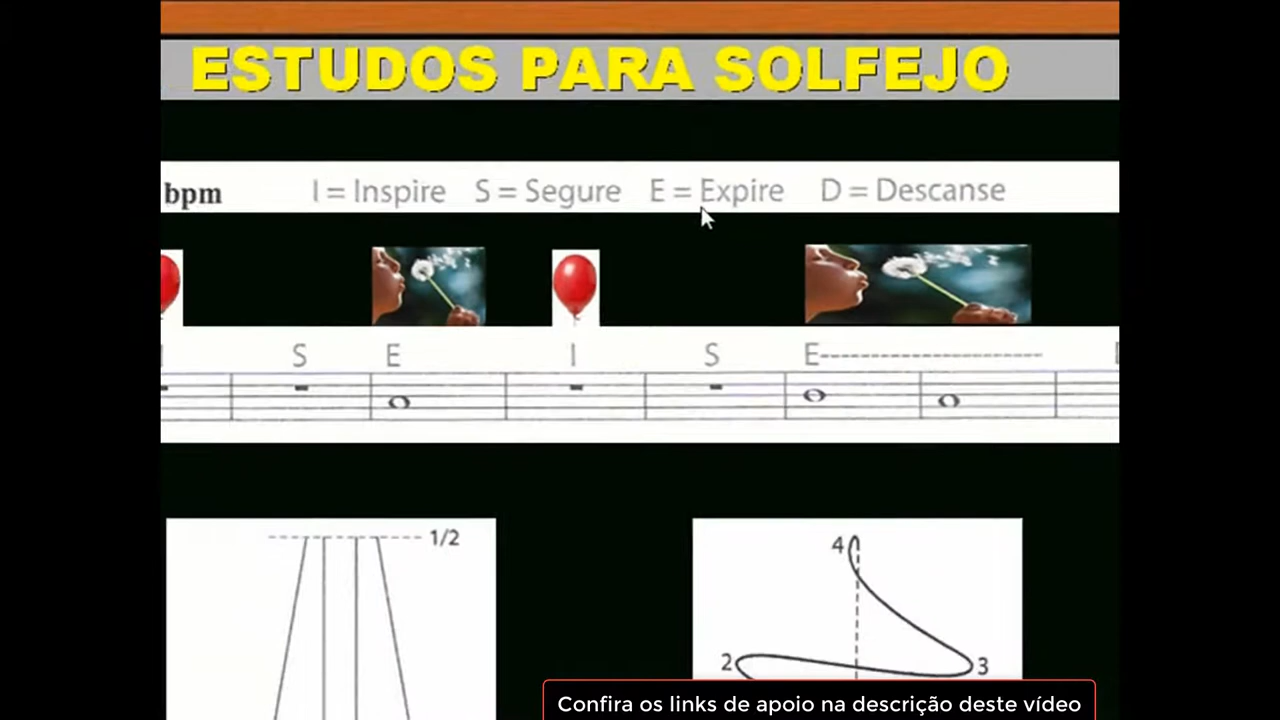 ESTUDOS PARA SOLFEJO
bpm I = Inspire S = Segure E = Expire D = Descanse
I S E I S E
1/2
4
2 3
Confira os links de apoio na descrição deste vídeo